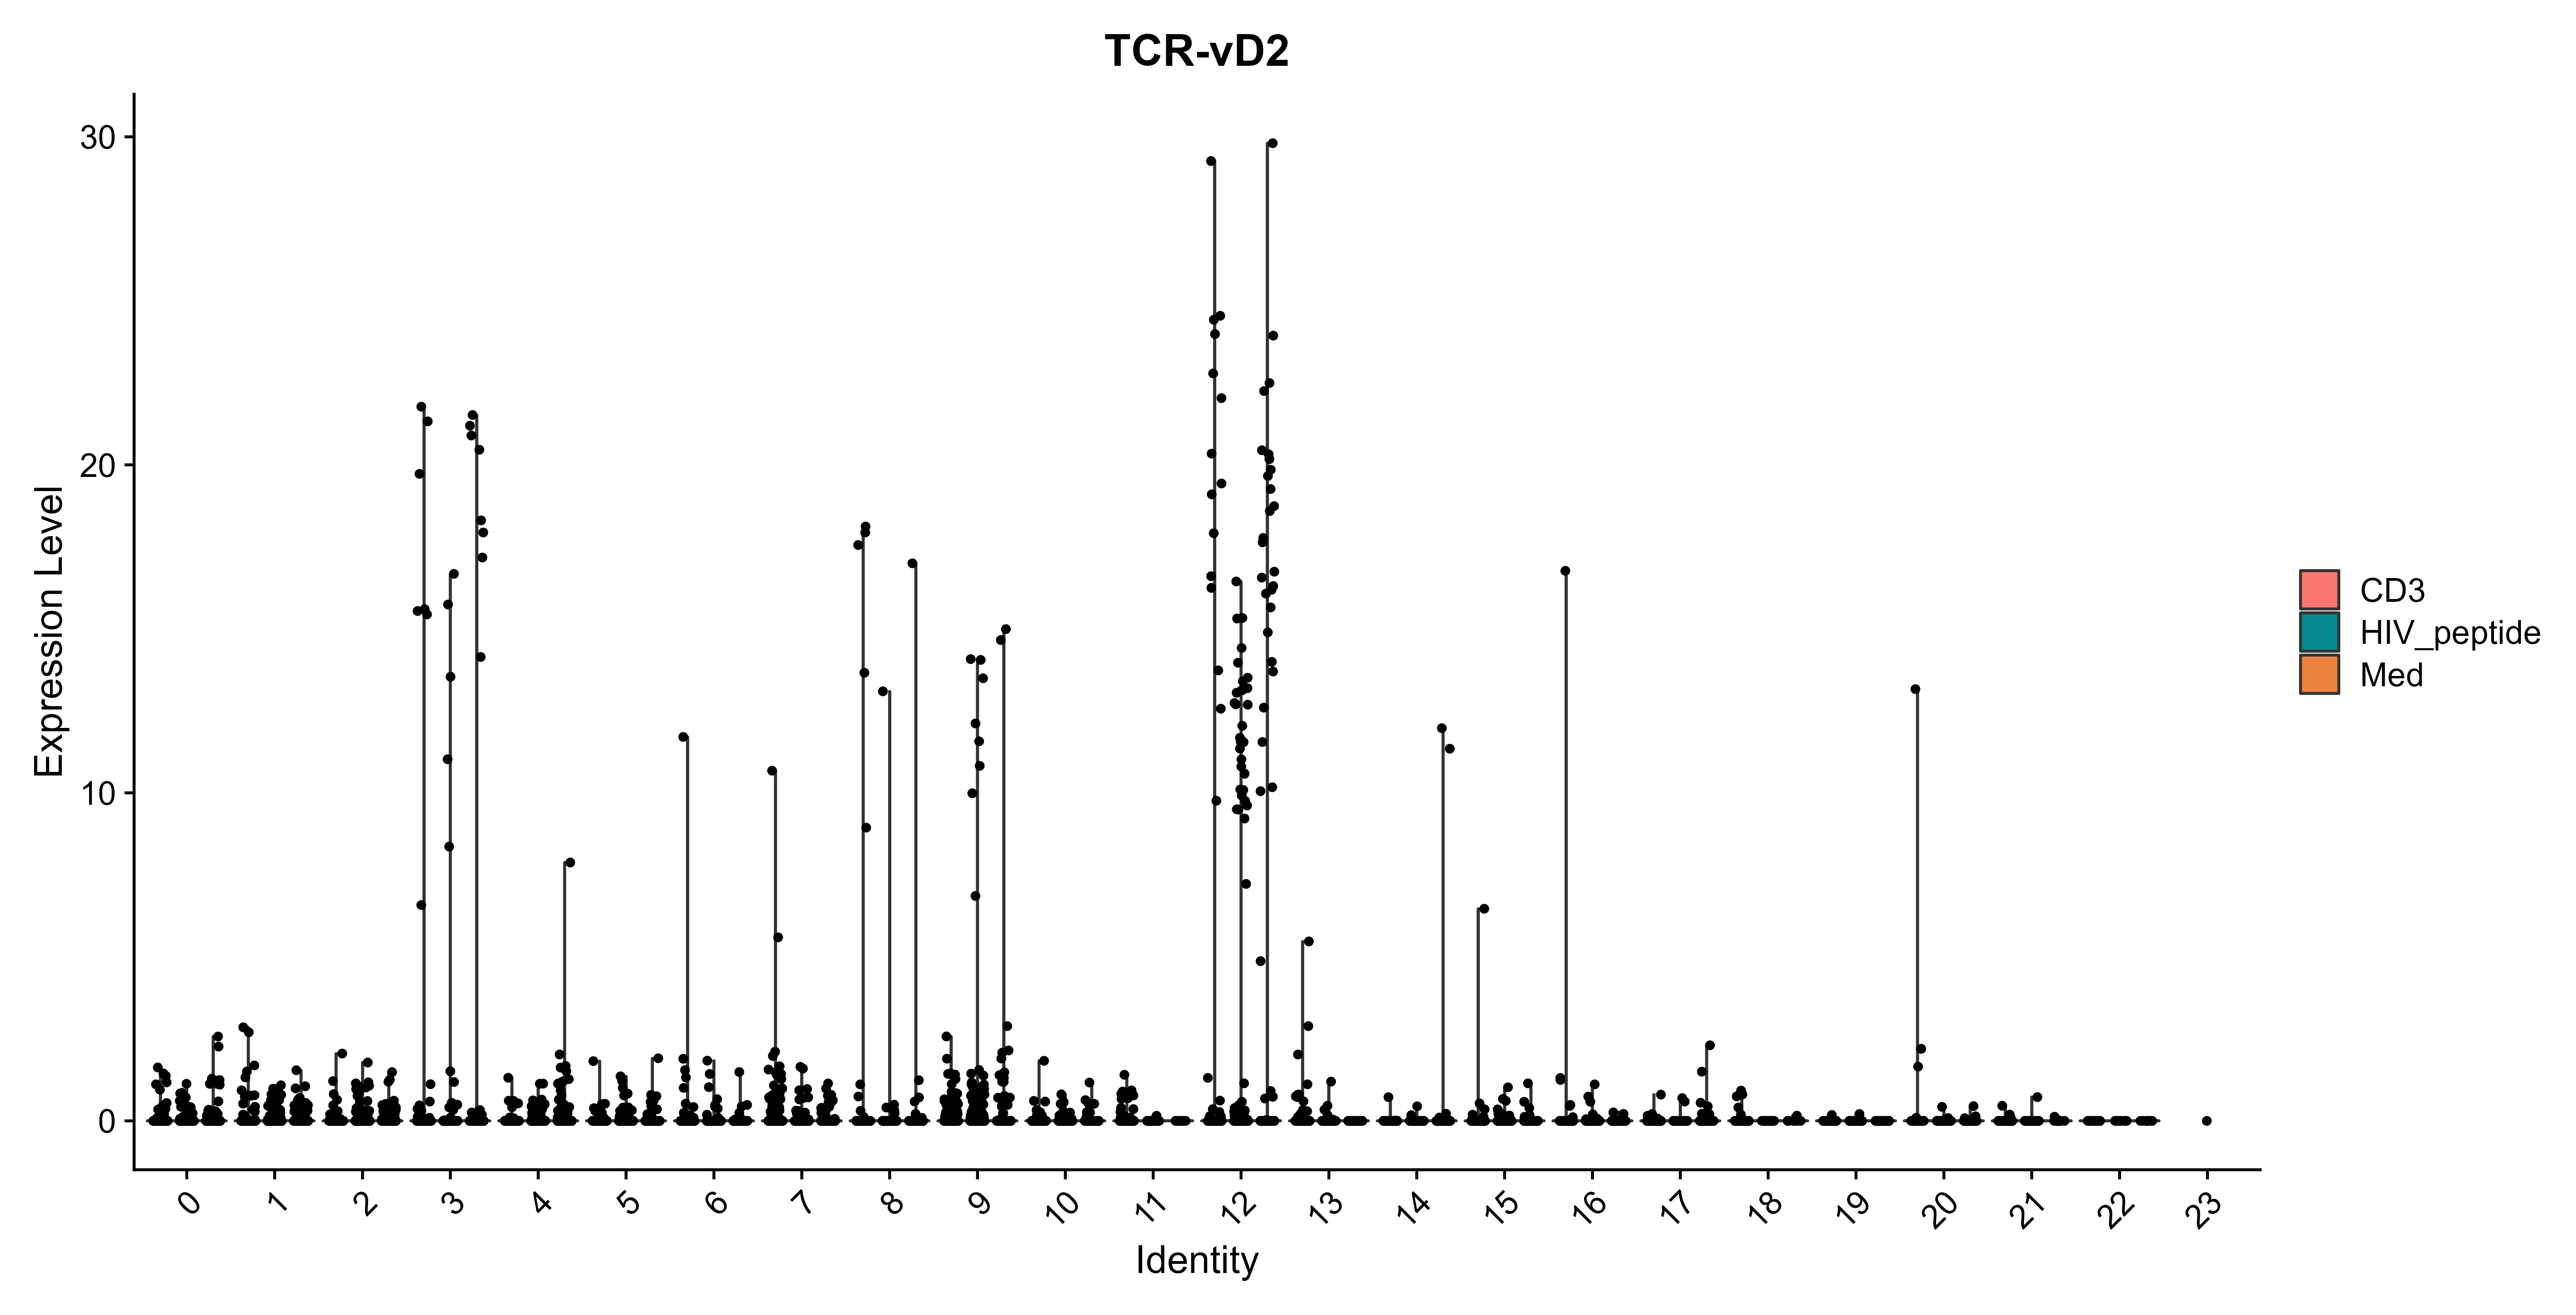 TCR-vD2
30
20
10
0
Expression Level
0 1 2 3 4 5 6 7 8 9 10 11 12 13 14 15 16 17 18 19 20 21 22 23
Identity
CD3
HIV_peptide
Med